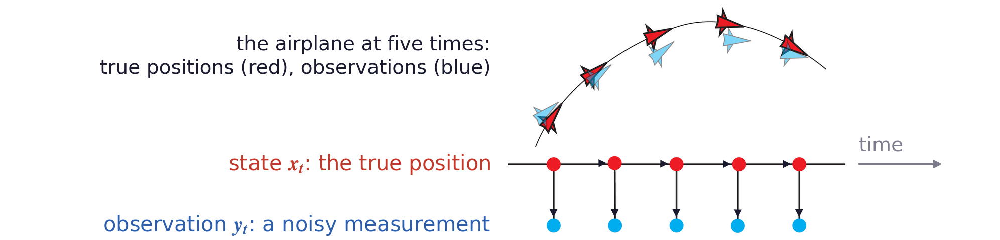 the airplane at five times:
true positions (red), observations (blue)
time
state xₜ: the true position
observation yₜ: a noisy measurement